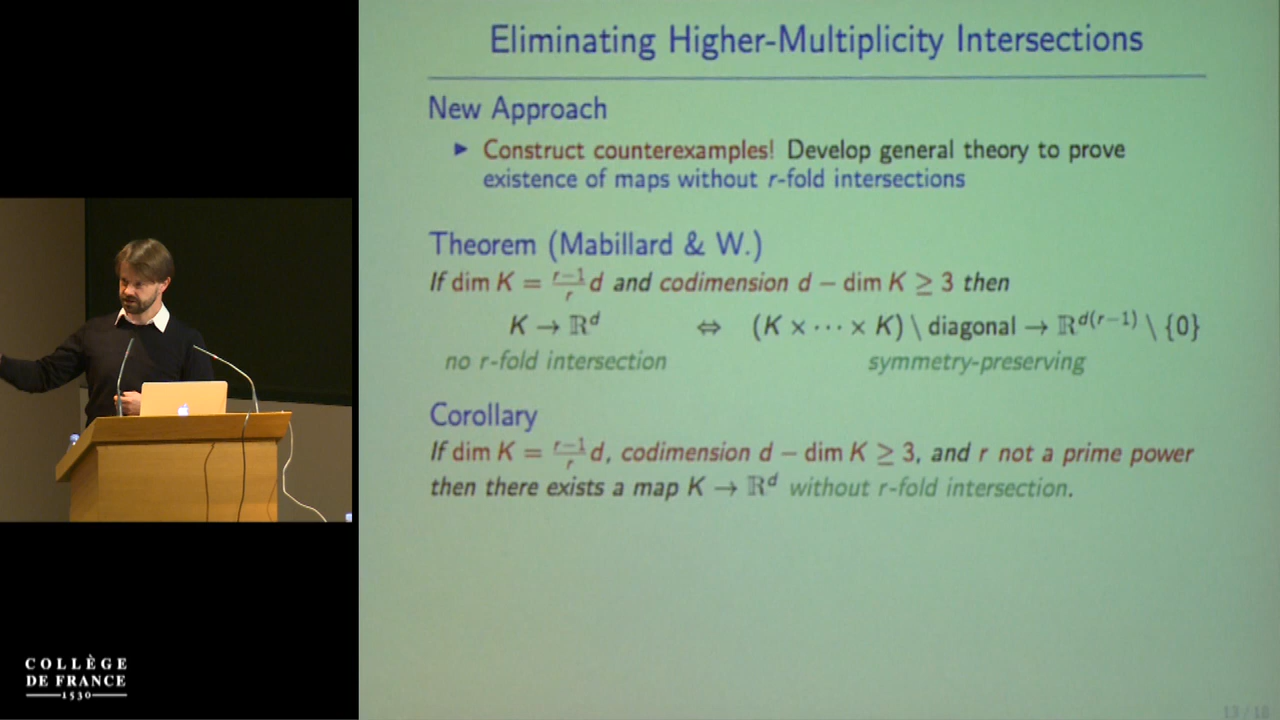 Eliminating Higher-Multiplicity Intersections
New Approach
► Construct counterexamples! Develop general theory to prove
existence of maps without r-fold intersections
Theorem (Mabillard & W.)
If dim K = r−1/r d and codimension d − dim K ≥ 3 then
K → ℝᵈ ⇔ (K × ⋯ × K) \ diagonal → ℝᵈ⁽ʳ⁻¹⁾ \ {0}
no r-fold intersection symmetry-preserving
Corollary
If dim K = r−1/r d, codimension d − dim K ≥ 3, and r not a prime power
then there exists a map K → ℝᵈ without r-fold intersection.
COLLÈGE
DE FRANCE
1530